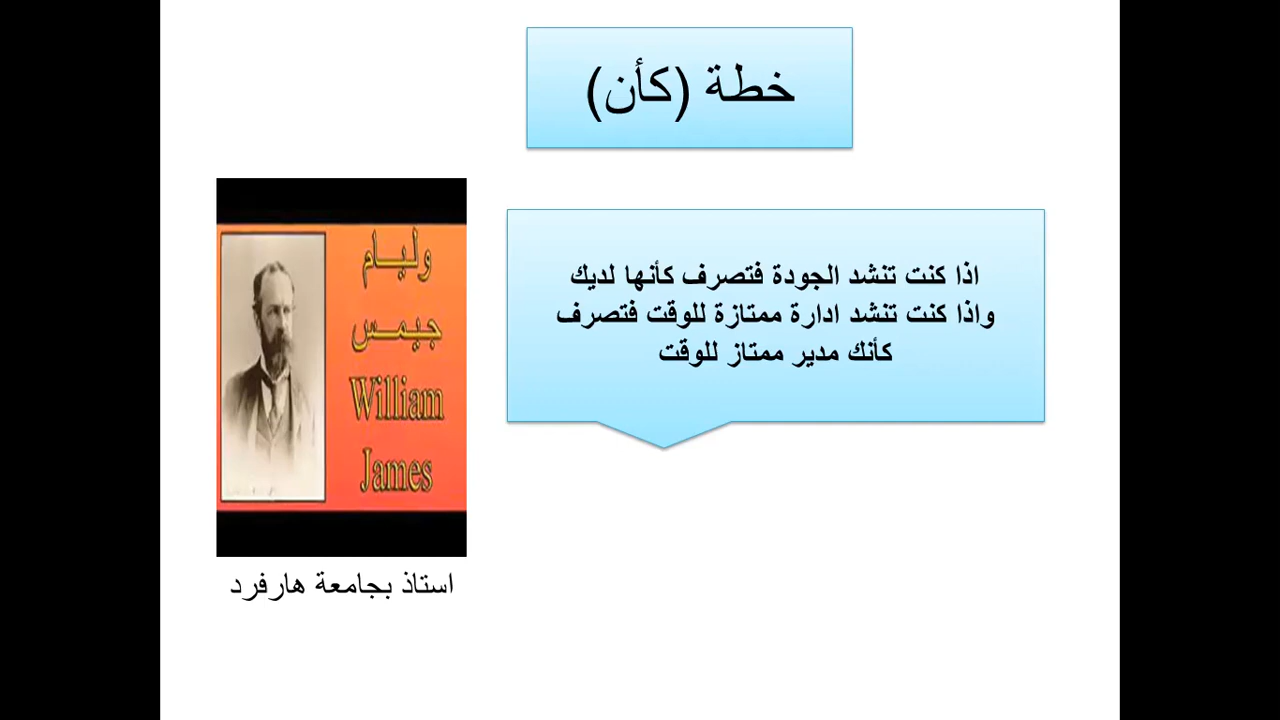 خطة (كأن)
اذا كنت تنشد الجودة فتصرف كأنها لديك
واذا كنت تنشد ادارة ممتازة للوقت فتصرف
كأنك مدير ممتاز للوقت
وليام
جيمس
William
James
استاذ بجامعة هارفرد